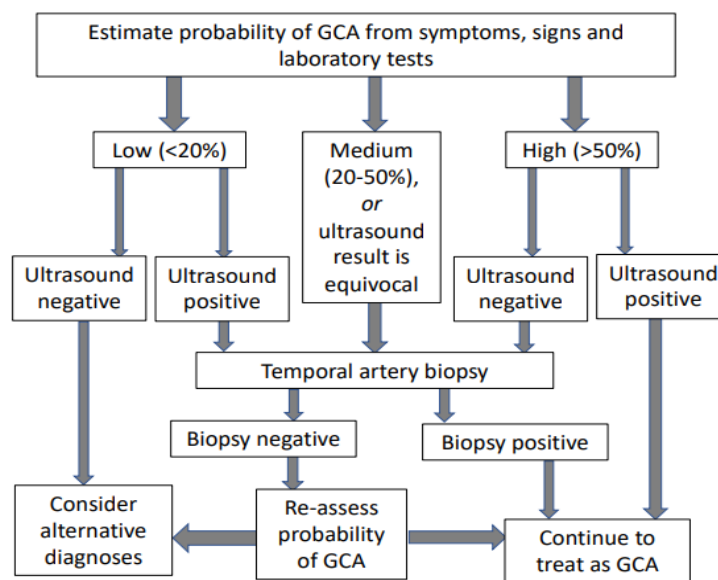 Estimate probability of GCA from symptoms, signs and
laboratory tests
Low (<20%)
Medium
(20-50%),
or
ultrasound
result is
equivocal
High (>50%)
Ultrasound
negative
Ultrasound
positive
Ultrasound
negative
Ultrasound
positive
Temporal artery biopsy
Biopsy negative
Biopsy positive
Consider
alternative
diagnoses
Re-assess
probability
of GCA
Continue to
treat as GCA